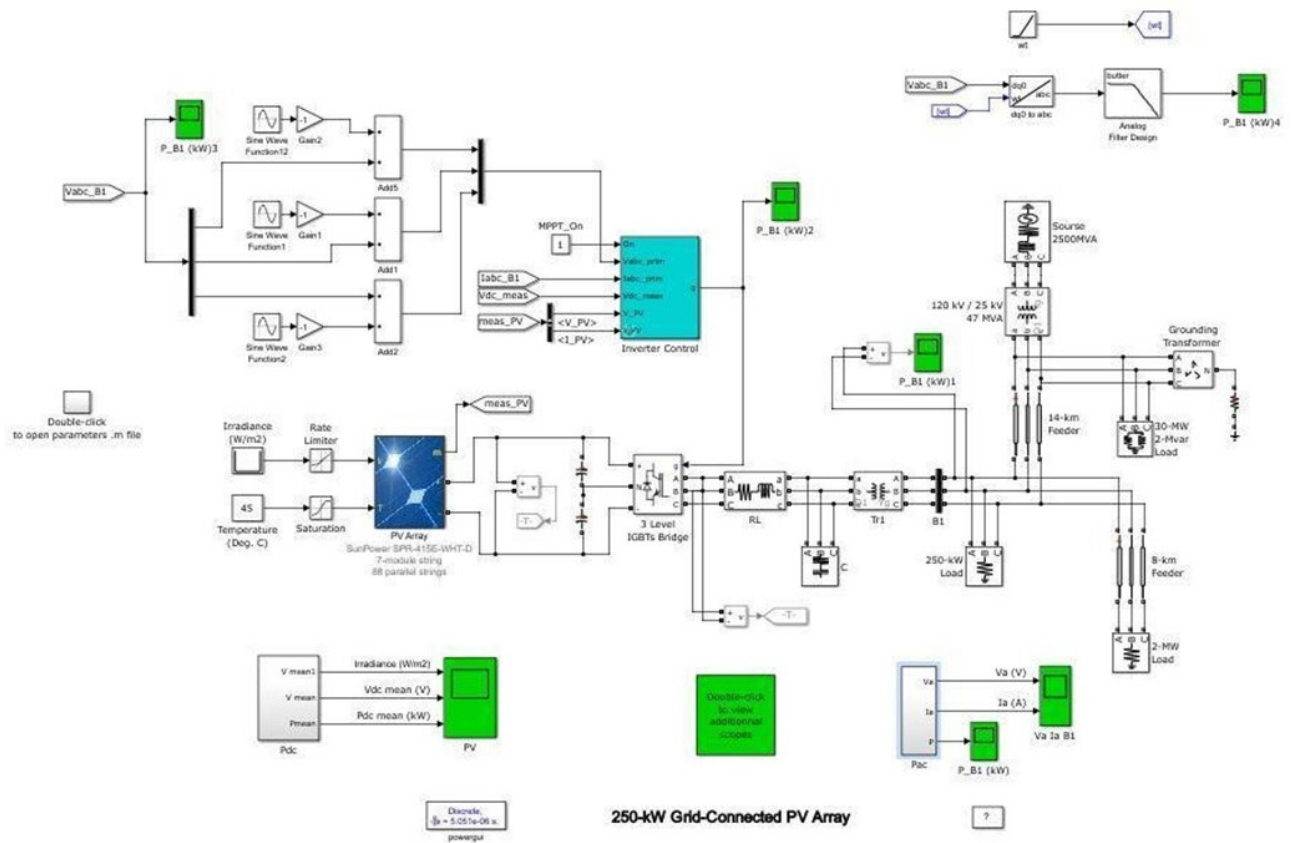 wt
[wt]
Vabc_B1
[wt]
dq0
wt
abc
dq0 to abc
butter
Analog
Filter Design
P_B1 (kW)4
P_B1 (kW)3
Vabc_B1
Sine Wave
Function12
-1
Gain2
Add5
Sine Wave
Function1
-1
Gain1
Add1
Sine Wave
Function2
-1
Gain3
Add2
MPPT_On
1
Iabc_B1
Vdc_meas
meas_PV
<V_PV>
<I_PV>
On
Vabc_prim
Iabc_prim
Vdc_meas
V_PV
Inverter Control
P_B1 (kW)2
Sourse
2500MVA
A B C
A B C
120 kV / 25 kV
47 MVA
a b c
Grounding
Transformer
A
B
C
N
+
-
v
P_B1 (kW)1
14-km
Feeder
A B C
30-MW
2-Mvar
Load
Double-click
to open parameters .m file
Irradiance
(W/m2)
Rate
Limiter
45
Temperature
(Deg. C)
Saturation
T
PV Array
SunPower SPR-415E-WHT-D
7-module string
88 parallel strings
meas_PV
+
-
v
-T-
+
N
-
g
A
B
C
3 Level
IGBTs Bridge
A
B
C
a
b
c
RL
A B C
C
a
b
c
A
B
C
Tr1
B1
250-kW
Load
A B C
8-km
Feeder
A B C
2-MW
Load
+
-
v
-T-
V mean1
V mean
Pmean
Pdc
Irradiance (W/m2)
Vdc mean (V)
Pdc mean (kW)
PV
Double-click
to view
additionnal
scopes
Va
Ia
P
Pac
Va (V)
Ia (A)
Va Ia B1
P_B1 (kW)
Discrete,
= 5.051e-06 s.
powergui
250-kW Grid-Connected PV Array
?